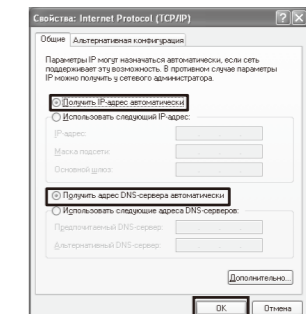 Свойства: Internet Protocol (TCP/IP)
Общие Альтернативная конфигурация
Параметры IP могут назначаться автоматически, если сеть
поддерживает эту возможность. В противном случае параметры
IP можно получить у сетевого администратора.
Получить IP-адрес автоматически
Использовать следующий IP-адрес:
IP-адрес:
Маска подсети:
Основной шлюз:
Получить адрес DNS-сервера автоматически
Использовать следующие адреса DNS-серверов:
Предпочитаемый DNS-сервер:
Альтернативный DNS-сервер:
Дополнительно...
OK Отмена